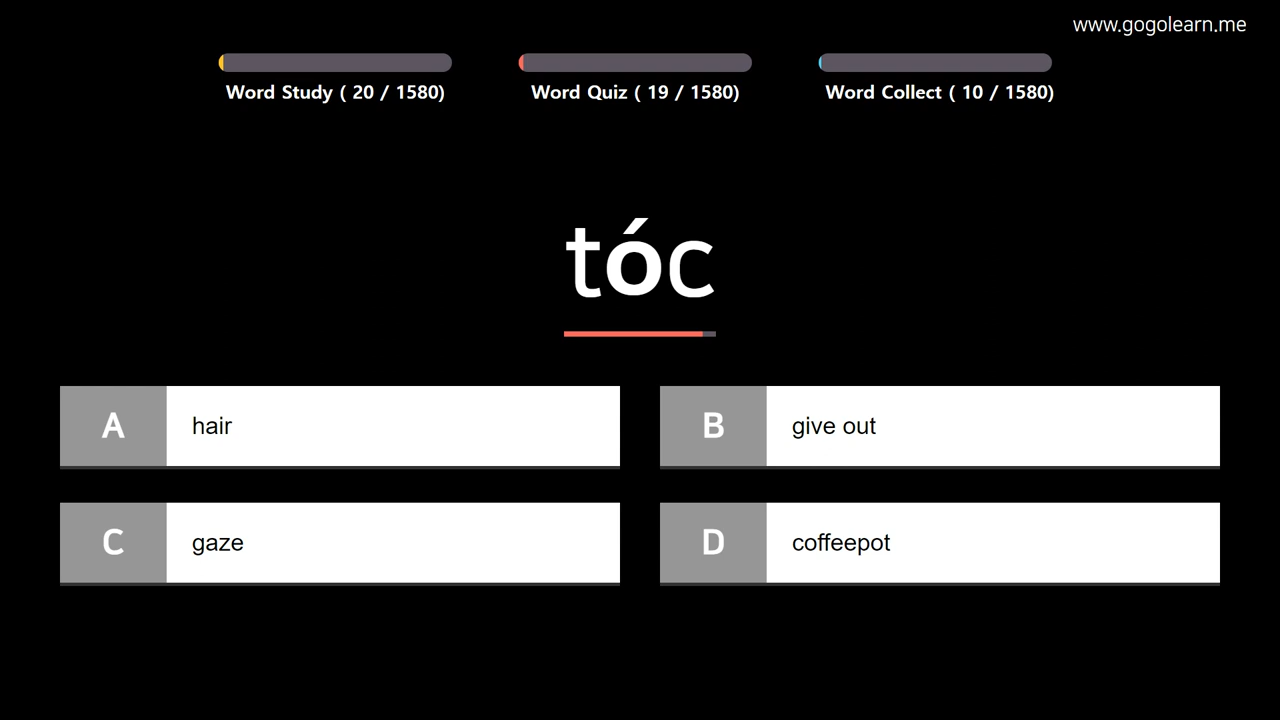 www.gogolearn.me
Word Study ( 20 / 1580) Word Quiz ( 19 / 1580) Word Collect ( 10 / 1580)
tóc
A hair
B give out
C gaze
D coffeepot